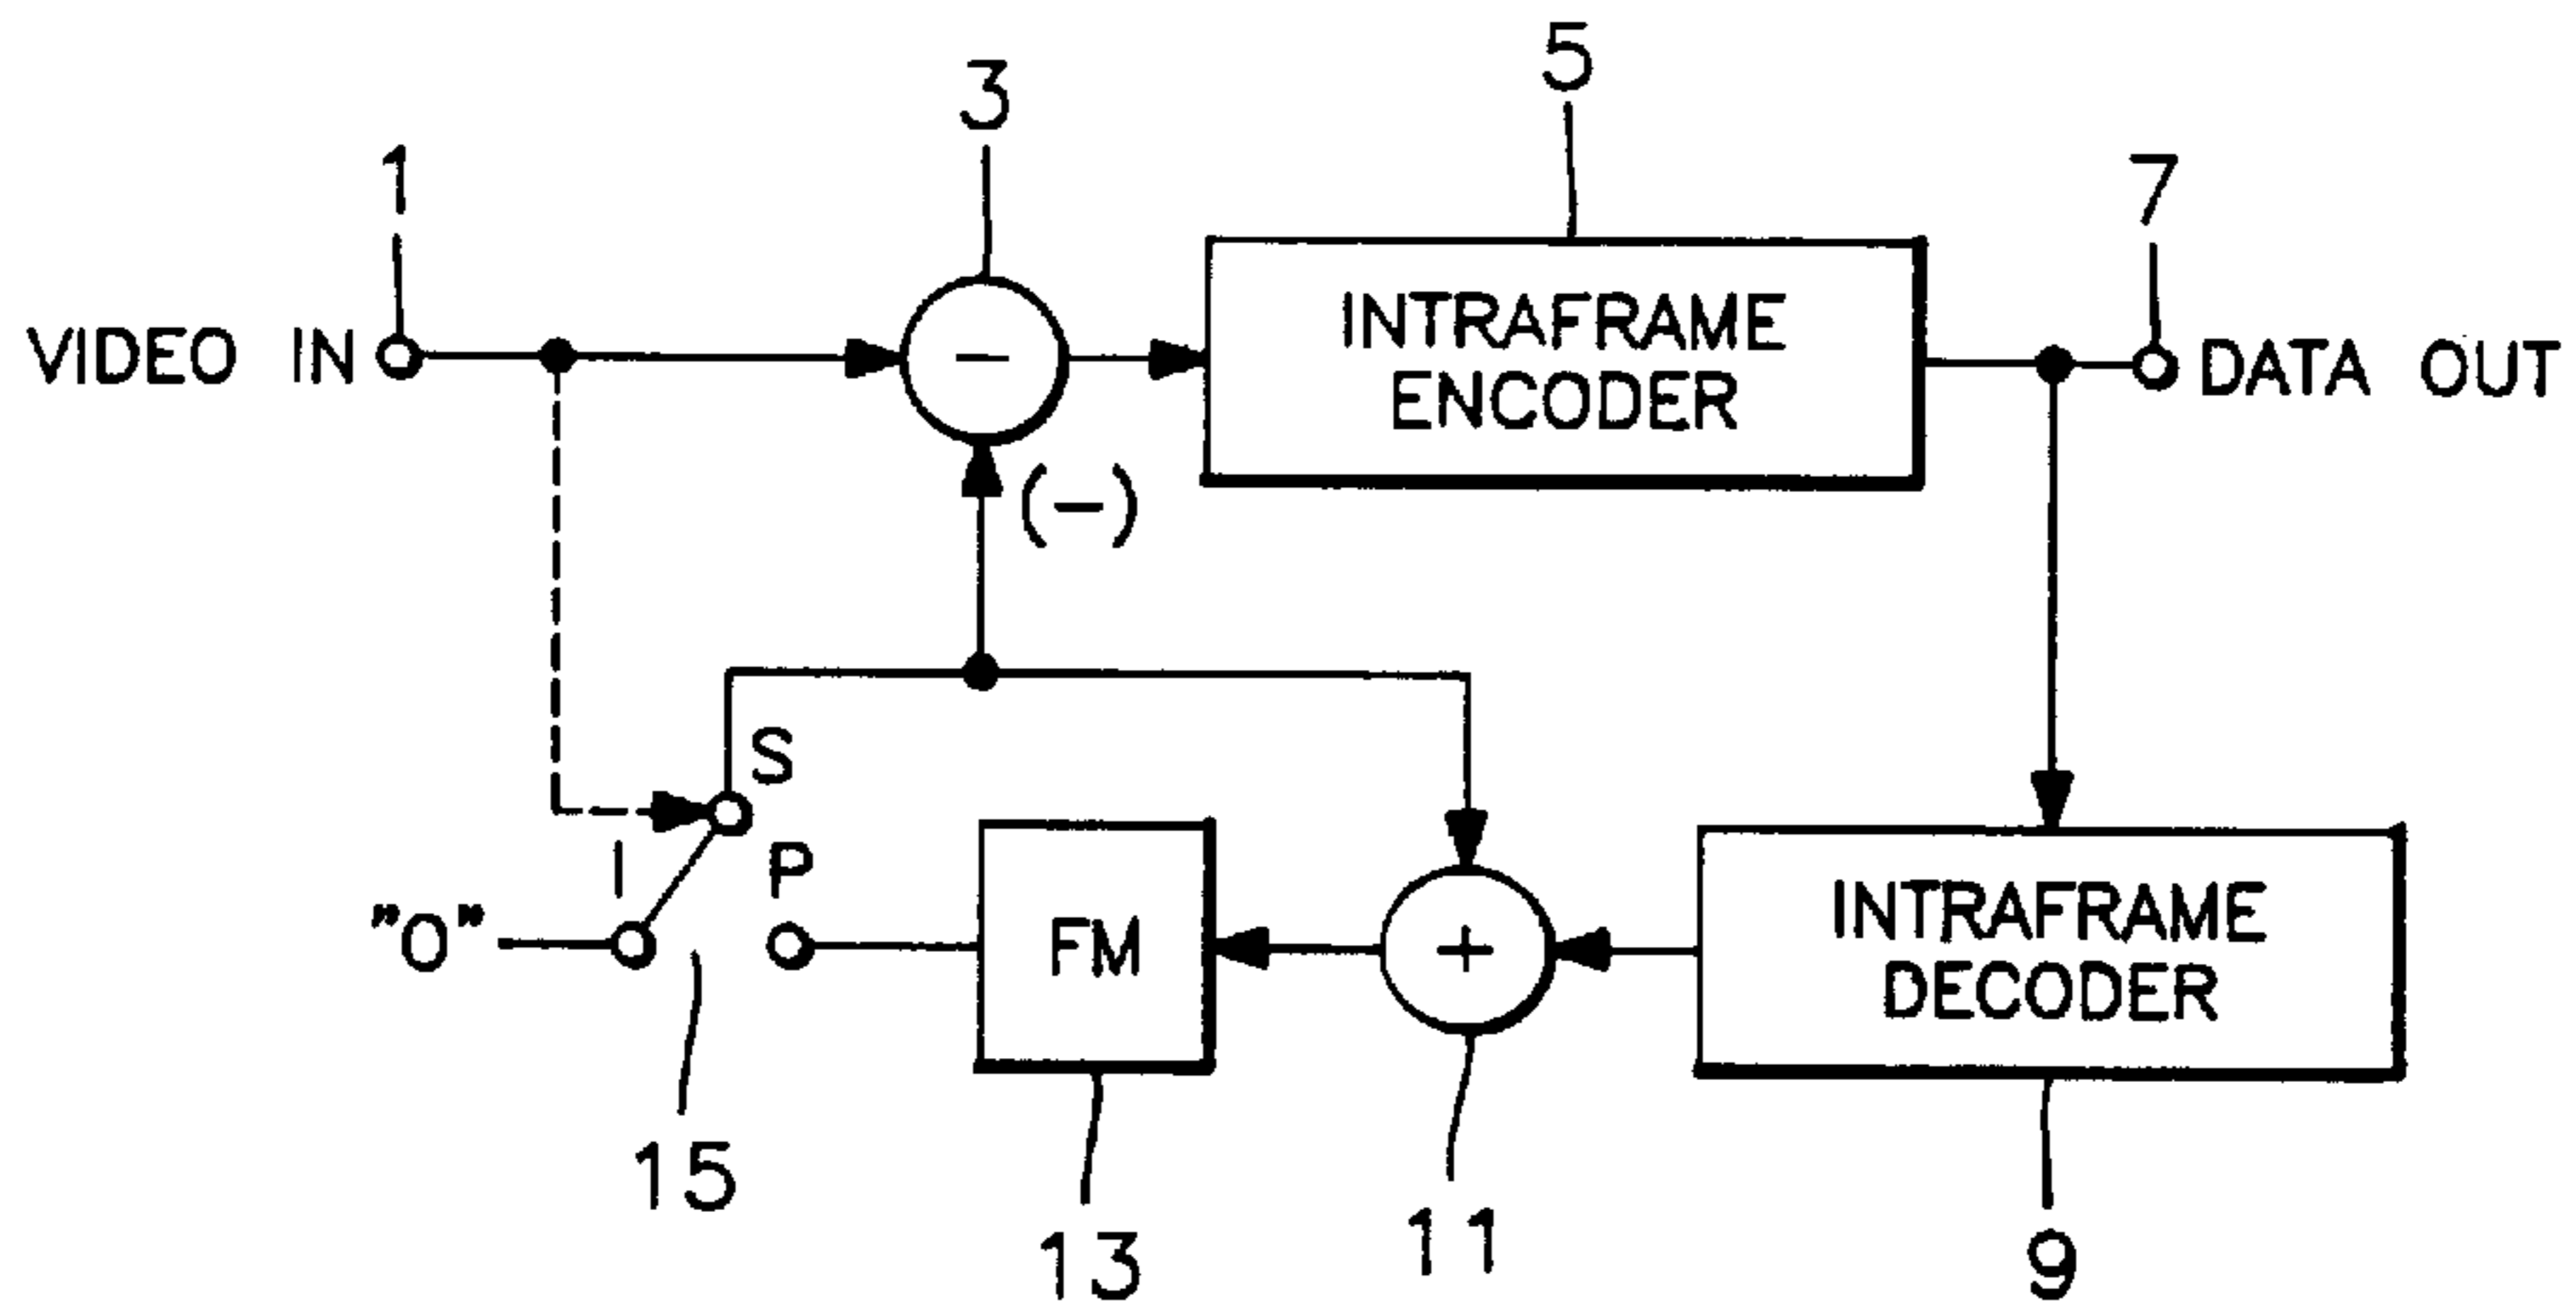 5
3
1
7
INTRAFRAME
ENCODER
VIDEO IN
-
DATA OUT
(-)
S
I
P
"0"
FM
+
INTRAFRAME
DECODER
15
13
11
9